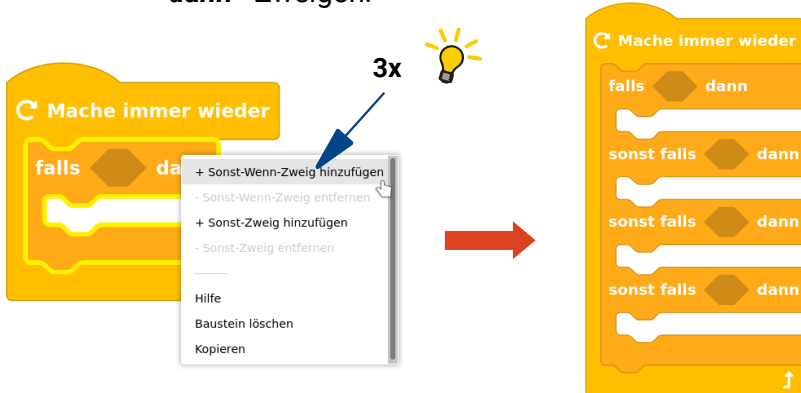 dann - Zweigen.
3x
Mache immer wieder
falls da
+ Sonst-Wenn-Zweig hinzufügen
- Sonst-Wenn-Zweig entfernen
+ Sonst-Zweig hinzufügen
- Sonst-Zweig entfernen
--------
Hilfe
Baustein löschen
Kopieren
Mache immer wieder
falls dann
sonst falls dann
sonst falls dann
sonst falls dann